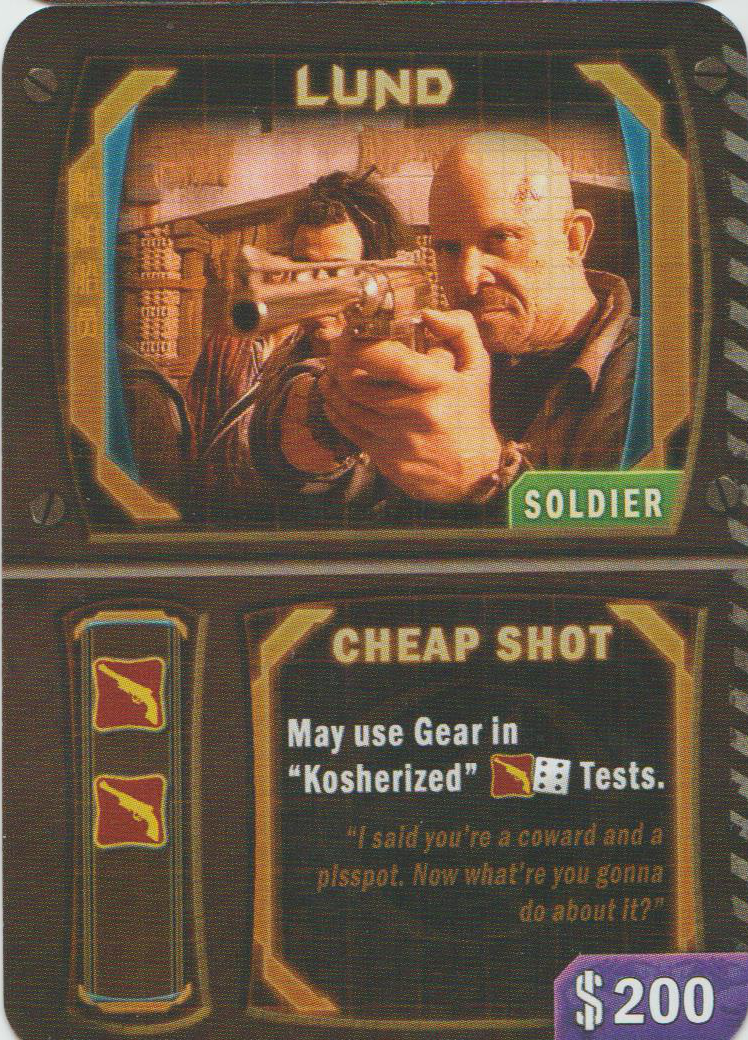 LUND
SOLDIER
CHEAP SHOT
May use Gear in
“Kosherized” Tests.
“I said you're a coward and a
pisspot. Now what're you gonna
do about it?”
$200